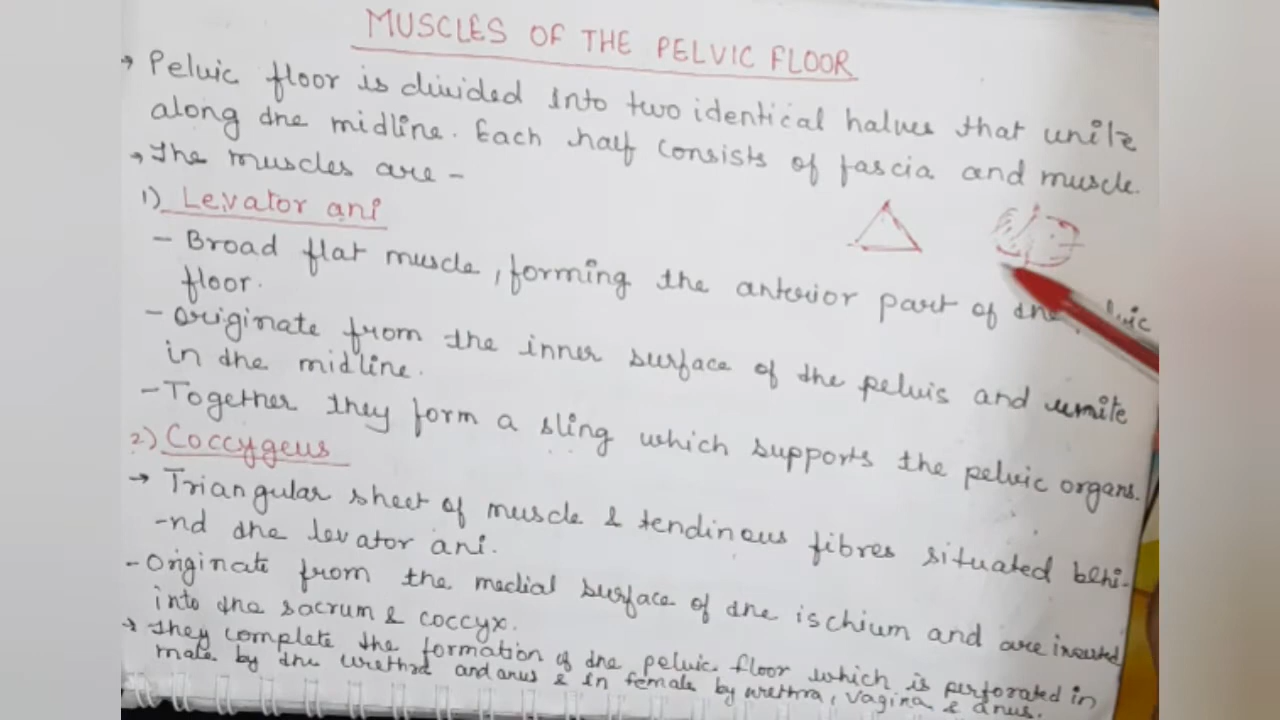 MUSCLES OF THE PELVIC FLOOR
→ Pelvic floor is divided into two identical halves that unite
along the midline. Each half consists of fascia and muscle.
→ The muscles are -
1) Levator ani
- Broad flat muscle, forming the anterior part of the
floor.
- Originate from the inner surface of the pelvis and unite
in the midline.
- Together they form a sling which supports the pelvic organs.
2) Coccygeus
→ Triangular sheet of muscle & tendinous fibres situated behi-
-nd the levator ani.
- Originate from the medial surface of the ischium and are inserted
into the sacrum & coccyx.
→ They complete the formation of the pelvic floor which is perforated in
male by the urethra and anus & in female by urethra, vagina & anus.